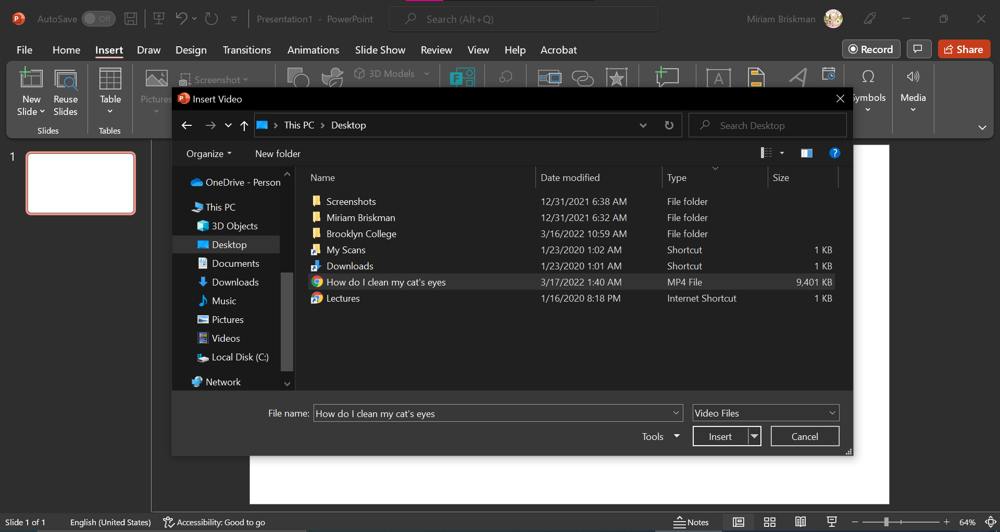 AutoSave Off Presentation1 - PowerPoint Search (Alt+Q) Miriam Briskman
File Home Insert Draw Design Transitions Animations Slide Show Review View Help Acrobat Record Share
New Slide
Reuse Slides
Table
Pictures
Screenshot
3D Models
Symbols
Media
Slides
Tables
Insert Video
This PC > Desktop
Search Desktop
Organize New folder
OneDrive - Person
This PC
3D Objects
Desktop
Documents
Downloads
Music
Pictures
Videos
Local Disk (C:)
Network
Name Date modified Type Size
Screenshots 12/31/2021 6:38 AM File folder
Miriam Briskman 12/31/2021 6:32 AM File folder
Brooklyn College 3/16/2022 10:59 AM File folder
My Scans 1/23/2020 1:02 AM Shortcut 1 KB
Downloads 1/23/2020 1:01 AM Shortcut 1 KB
How do I clean my cat's eyes 3/17/2022 1:40 AM MP4 File 9,401 KB
Lectures 1/16/2020 8:18 PM Internet Shortcut 1 KB
File name: How do I clean my cat's eyes Video Files
Tools Insert Cancel
1
Slide 1 of 1 English (United States) Accessibility: Good to go Notes 64%